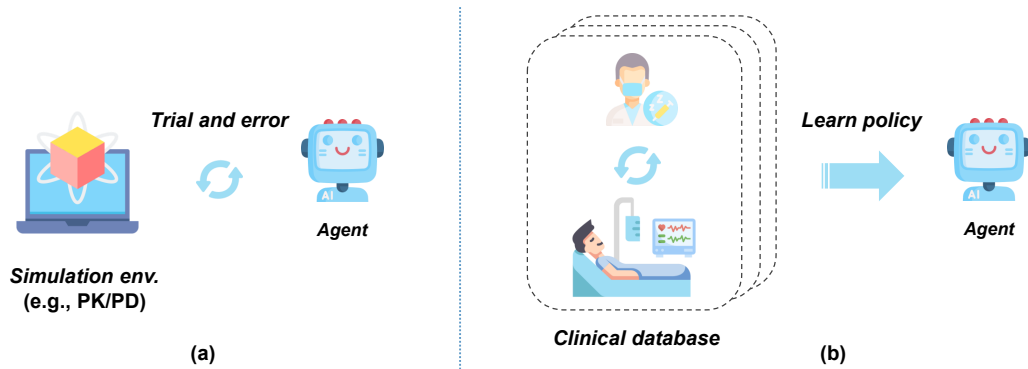 Trial and error
AI
Agent
Simulation env.
(e.g., PK/PD)
(a)
z z z
Clinical database
Learn policy
AI
Agent
(b)